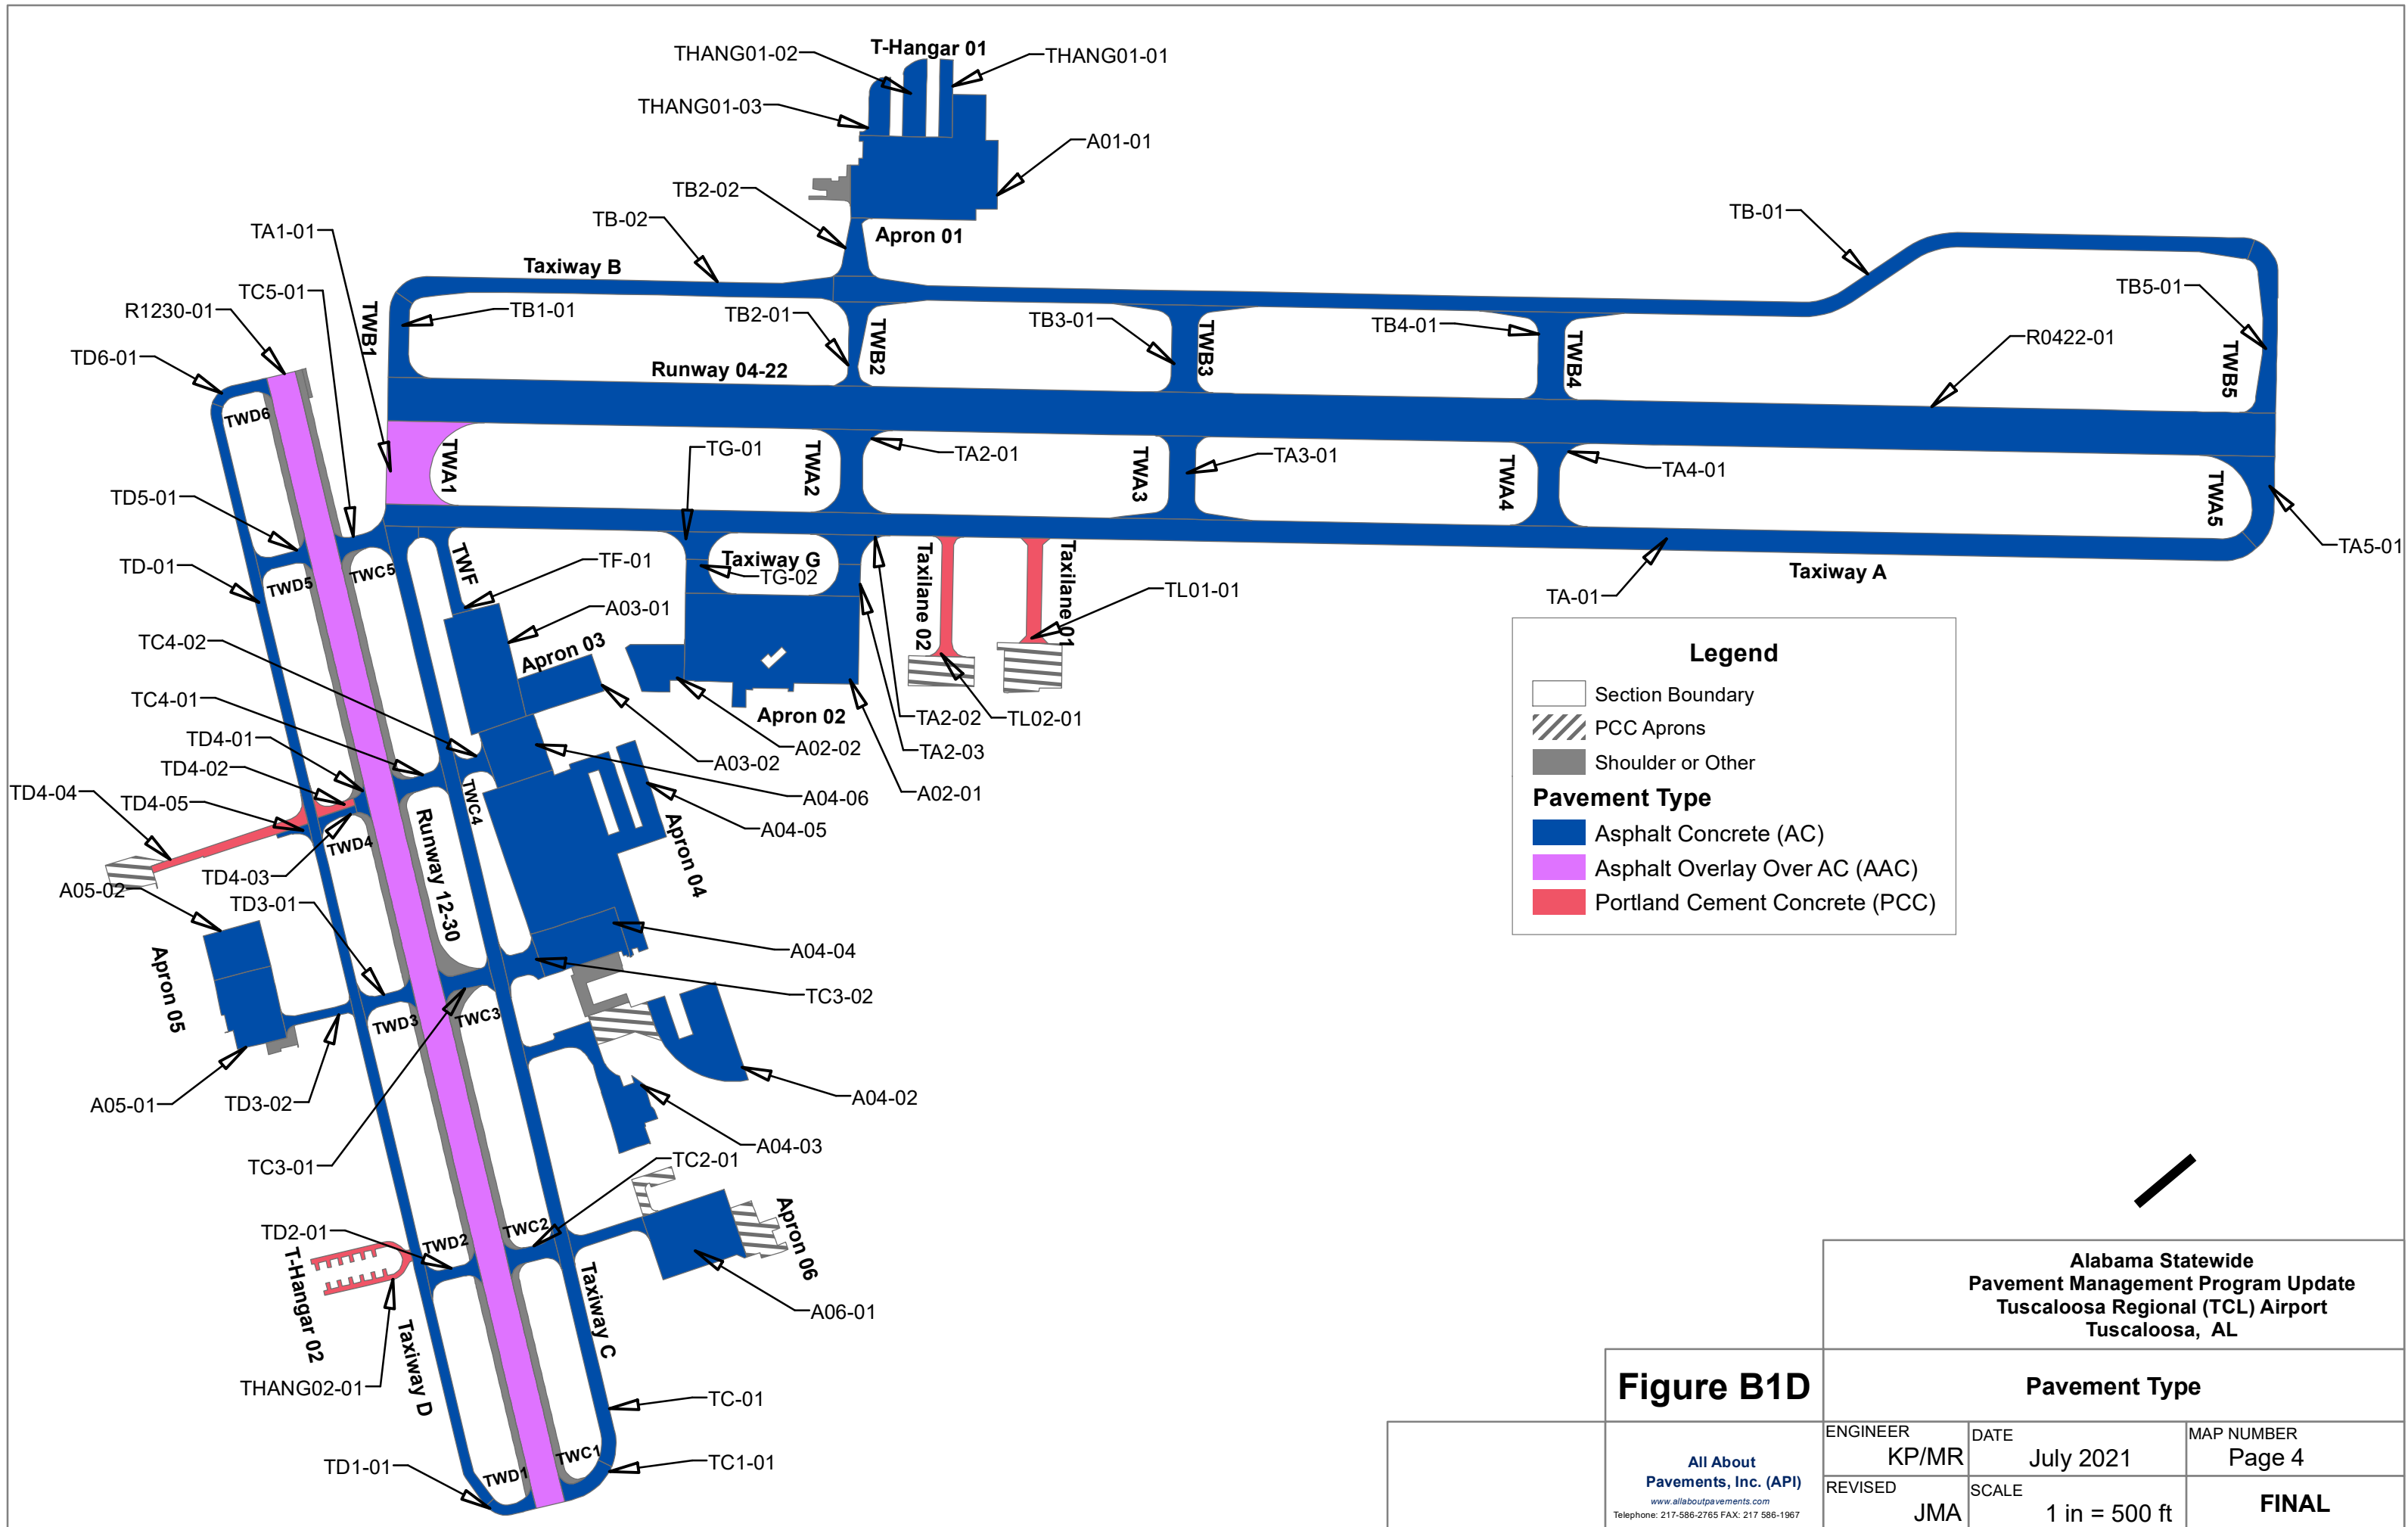 THANG01-02
T-Hangar 01
THANG01-01
THANG01-03
A01-01
TB2-02
TB-02
TB-01
TA1-01
Apron 01
Taxiway B
TC5-01
TB5-01
R1230-01
TWB1
TB1-01
TB2-01
TWB2
TB3-01
TWB3
TB4-01
TWB4
R0422-01
TWB5
TD6-01
Runway 04-22
TWD6
TWA1
TG-01
TWA2
TA2-01
TWA3
TA3-01
TWA4
TA4-01
TWA5
TD5-01
TA5-01
TD-01
TWD5
TWC5
TWF
TF-01
Taxiway G
TG-02
Taxilane 02
Taxilane 01
TL01-01
Taxiway A
TA-01
A03-01
TC4-02
Apron 03
TC4-01
TD4-01
TD4-02
TD4-04
TD4-05
Apron 02
TA2-02
TL02-01
A02-02
TA2-03
A03-02
A02-01
A04-06
TWC4
A04-05
Runway 12-30
TWD4
Apron 04
TD4-03
A05-02
TD3-01
A04-04
Apron 05
TC3-02
TWD3
TWC3
A05-01
TD3-02
A04-02
A04-03
TC3-01
TC2-01
TD2-01
TWD2
TWC2
Apron 06
T-Hangar 02
Taxiway C
A06-01
THANG02-01
Taxiway D
TC-01
TD1-01
TWD1
TWC1
TC1-01
Legend
Section Boundary
PCC Aprons
Shoulder or Other
Pavement Type
Asphalt Concrete (AC)
Asphalt Overlay Over AC (AAC)
Portland Cement Concrete (PCC)
Alabama Statewide
Pavement Management Program Update
Tuscaloosa Regional (TCL) Airport
Tuscaloosa, AL
Figure B1D
Pavement Type
All About
Pavements, Inc. (API)
www.allaboutpavements.com
Telephone: 217-586-2765 FAX: 217 586-1967
ENGINEER
KP/MR
DATE
July 2021
MAP NUMBER
Page 4
REVISED
JMA
SCALE
1 in = 500 ft
FINAL